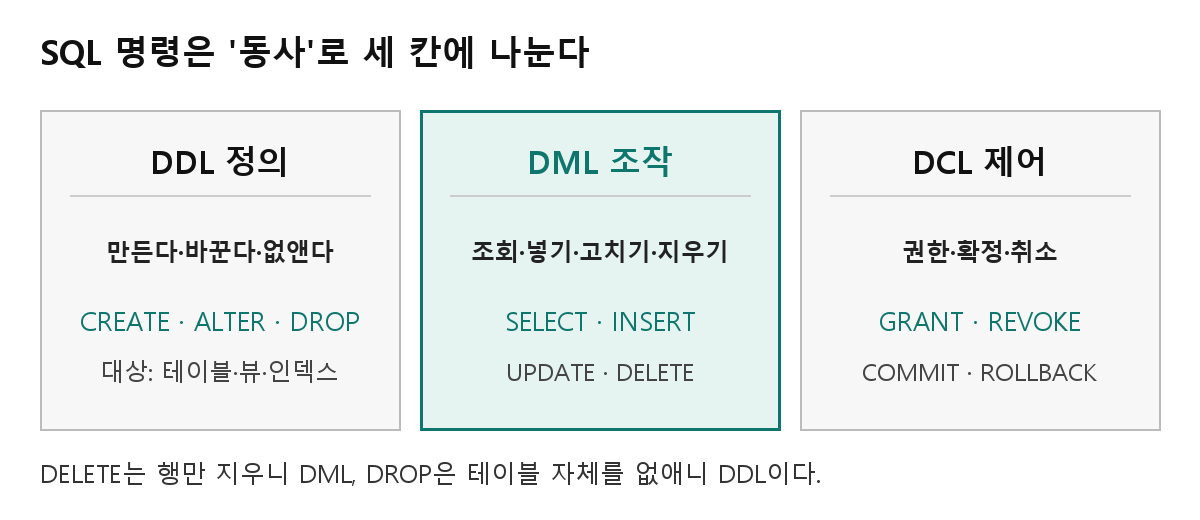 SQL 명령은 '동사'로 세 칸에 나눈다
DDL 정의
만든다·바꾼다·없앤다
CREATE · ALTER · DROP
대상: 테이블·뷰·인덱스
DML 조작
조회·넣기·고치기·지우기
SELECT · INSERT
UPDATE · DELETE
DCL 제어
권한·확정·취소
GRANT · REVOKE
COMMIT · ROLLBACK
DELETE는 행만 지우니 DML, DROP은 테이블 자체를 없애니 DDL이다.